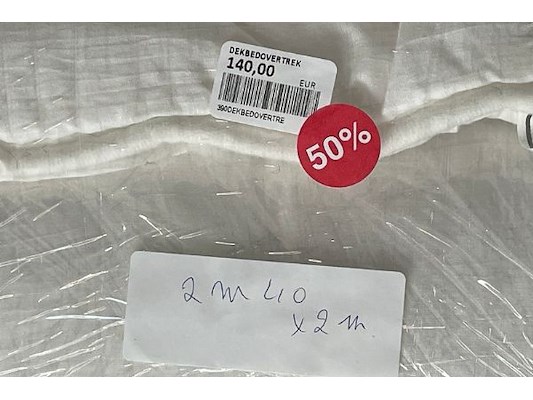 DEKBEDOVERTREK
140,00
EUR
390DEKBEDOVERTRE
50%
2 m 40
x 2 m